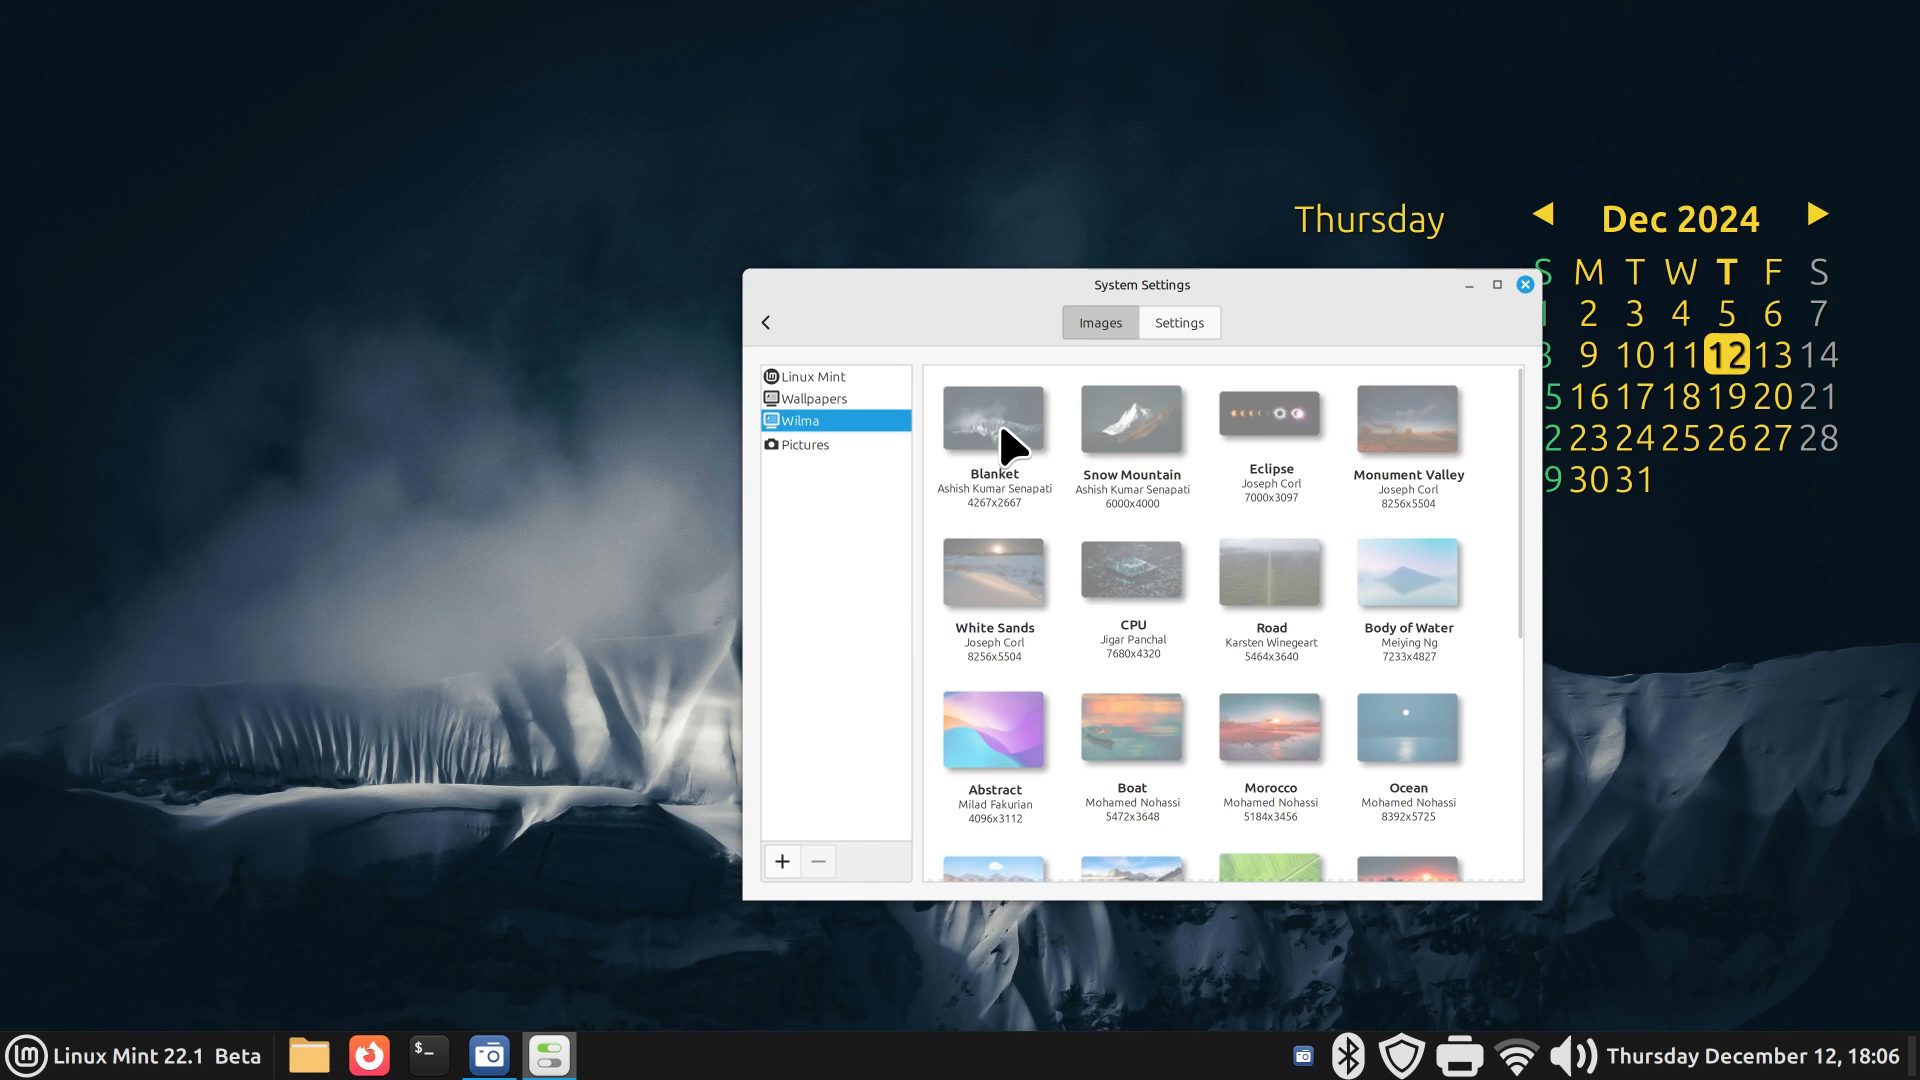 Thursday
Dec 2024
S M T W T F S
1 2 3 4 5 6 7
8 9 10 11 12 13 14
5 16 17 18 19 20 21
2 23 24 25 26 27 28
9 30 31
System Settings
Images Settings
Linux Mint
Wallpapers
Wilma
Pictures
Blanket
Ashish Kumar Senapati
4267x2667
Snow Mountain
Ashish Kumar Senapati
6000x4000
Eclipse
Joseph Corl
7000x3097
Monument Valley
Joseph Corl
8256x5504
White Sands
Joseph Corl
8256x5504
CPU
Jigar Panchal
7680x4320
Road
Karsten Winegeart
5464x3640
Body of Water
Meiying Ng
7233x4827
Abstract
Milad Fakurian
4096x3112
Boat
Mohamed Nohassi
5472x3648
Morocco
Mohamed Nohassi
5184x3456
Ocean
Mohamed Nohassi
8392x5725
Linux Mint 22.1 Beta
$_
Thursday December 12, 18:06